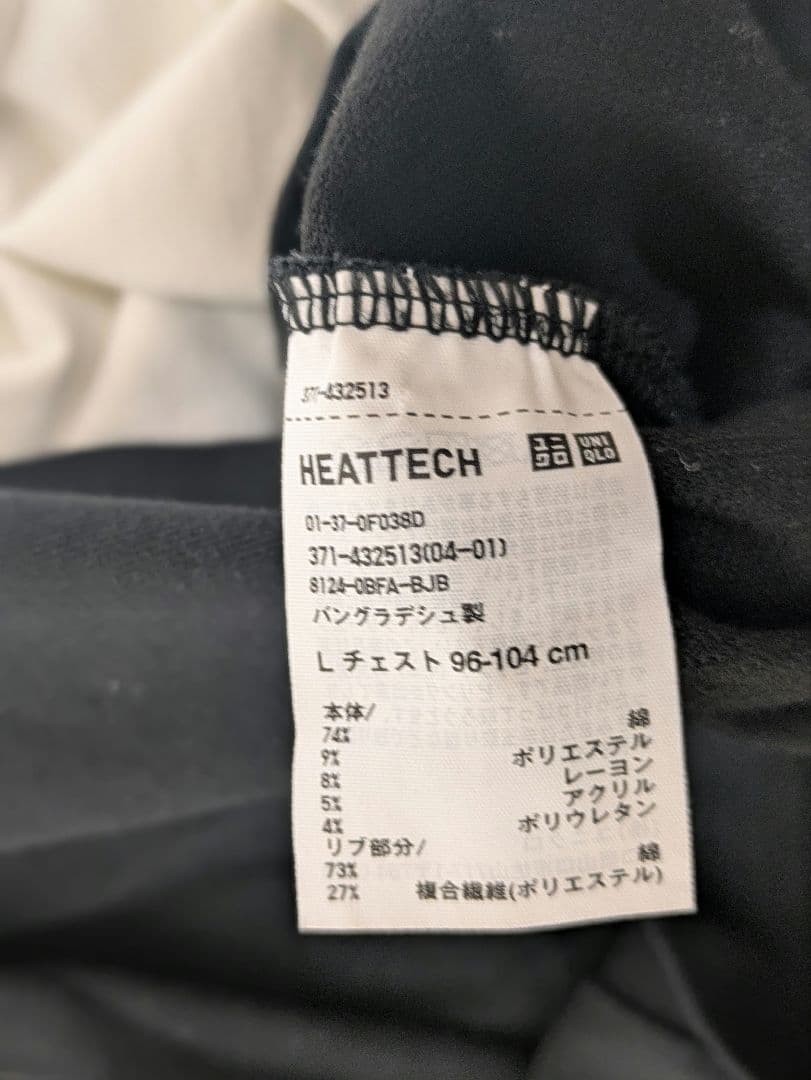 371-432513
HEATTECH ユニクロ UNIQLO
01-37-0F038D
371-432513(04-01)
8124-0BFA-BJB
バングラデシュ製
L チェスト 96-104 cm
本体/
74% 綿
9% ポリエステル
8% レーヨン
5% アクリル
4% ポリウレタン
リブ部分/
73% 綿
27% 複合繊維(ポリエステル)